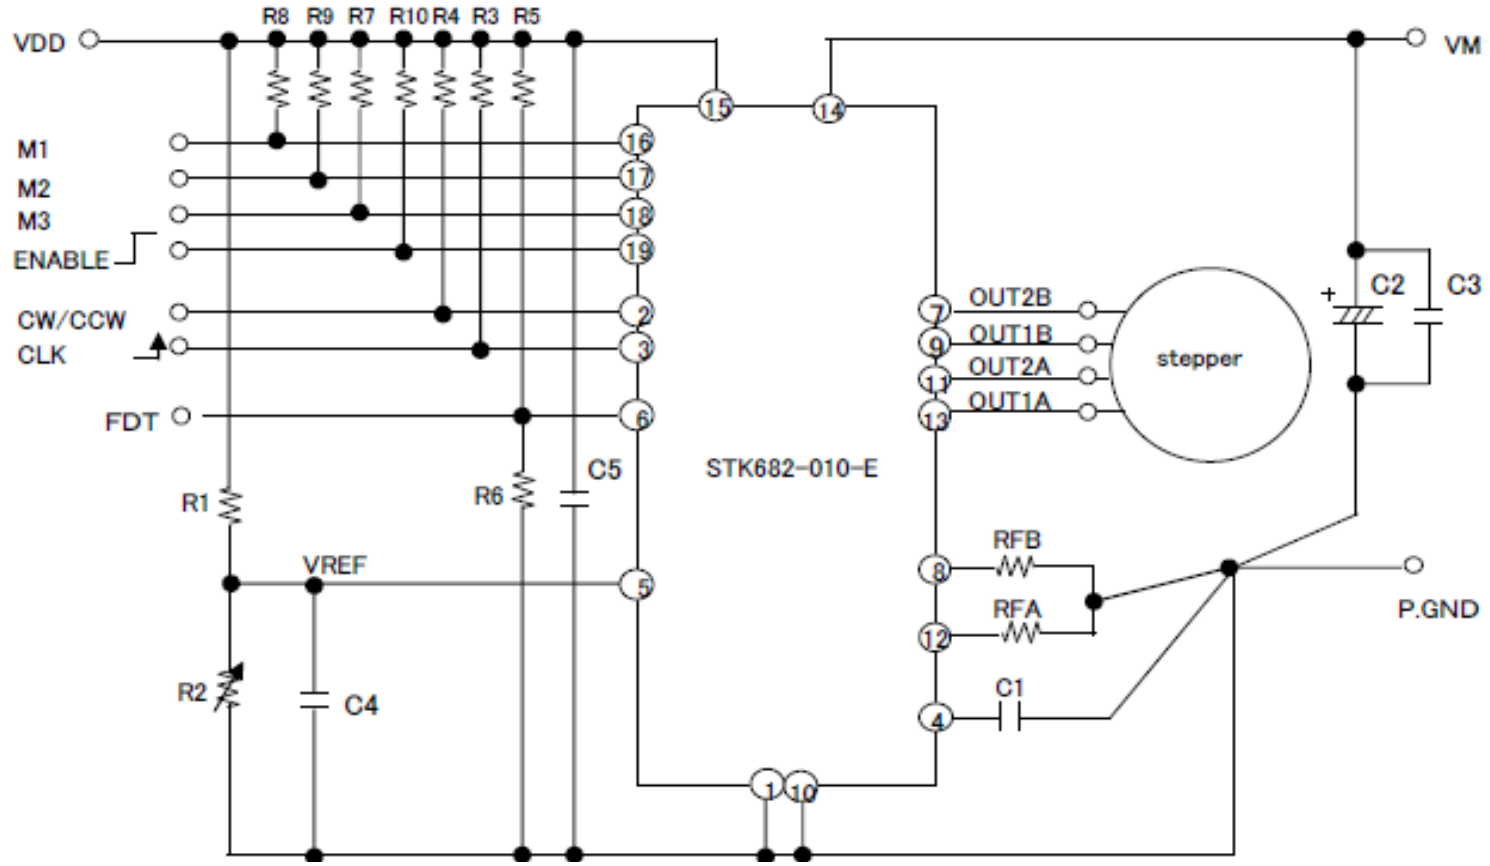 R8 R9 R7 R10 R4 R3 R5
VDD
VM
15
14
M1
16
M2
17
M3
18
ENABLE
19
CW/CCW
2
CLK
3
FDT
6
7
OUT2B
9
OUT1B
11
OUT2A
13
OUT1A
stepper
+
C2
C3
STK682-010-E
R1
R6
C5
VREF
5
8
RFB
12
RFA
P.GND
R2
C4
4
C1
1
10